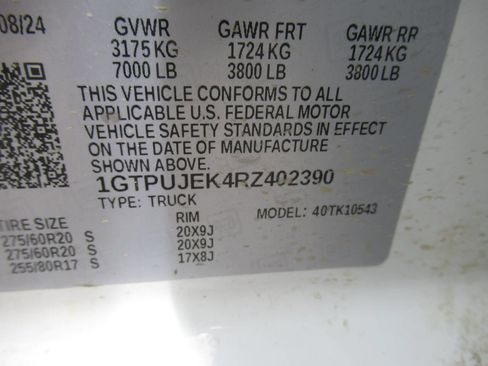 08/24 GVWR GAWR FRT GAWR RR
3175 KG 1724 KG 1724 KG
7000 LB 3800 LB 3800 LB
THIS VEHICLE CONFORMS TO ALL
APPLICABLE U.S. FEDERAL MOTOR
VEHICLE SAFETY STANDARDS IN EFFECT
ON THE DATE OF MANUFACTURE
SHOWN ABOVE.
1GTPUJEK4RZ402390
TYPE: TRUCK MODEL: 40TK10543
TIRE SIZE RIM
275/60R20 S 20X9J
275/60R20 S 20X9J
255/80R17 S 17X8J